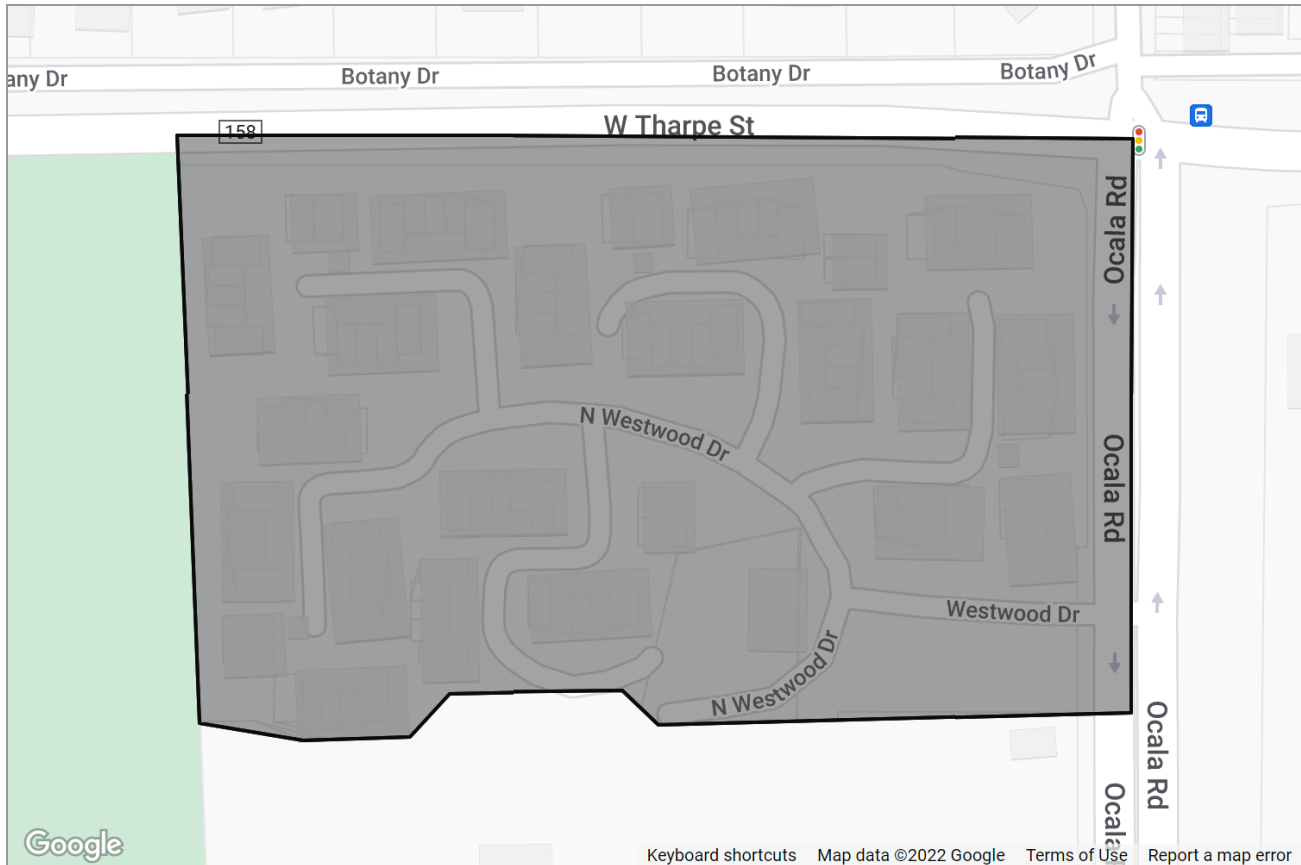 any Dr
Botany Dr
Botany Dr
Botany Dr
158
W Tharpe St
Ocala Rd
N Westwood Dr
Ocala Rd
Westwood Dr
N Westwood Dr
Ocala Rd
Ocala
Google
Keyboard shortcuts
Map data ©2022 Google
Terms of Use
Report a map error